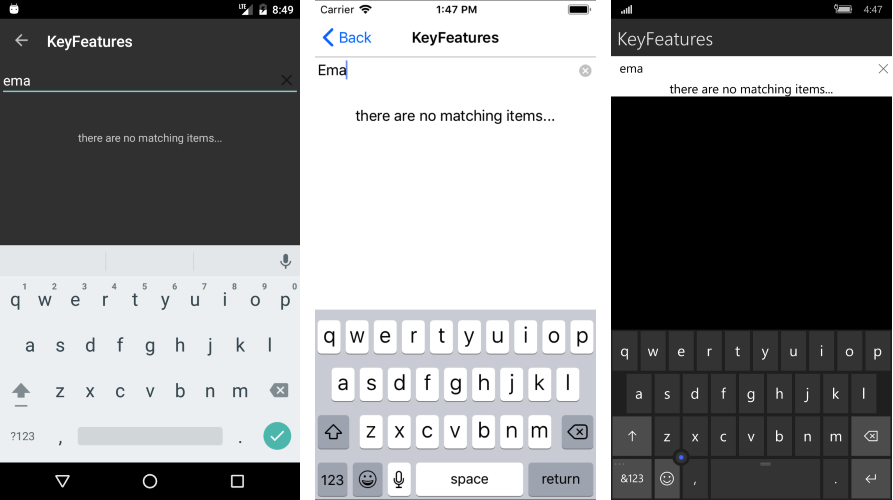 LTE 8:49
KeyFeatures
ema
there are no matching items...
1 2 3 4 5 6 7 8 9 0
q w e r t y u i o p
a s d f g h j k l
z x c v b n m
?123 , .
Carrier 1:47 PM
Back KeyFeatures
Ema
there are no matching items...
q w e r t y u i o p
a s d f g h j k l
z x c v b n m
123 space return
4:47
KeyFeatures
ema
there are no matching items...
q w e r t y u i o p
a s d f g h j k l
z x c v b n m
&123 , .